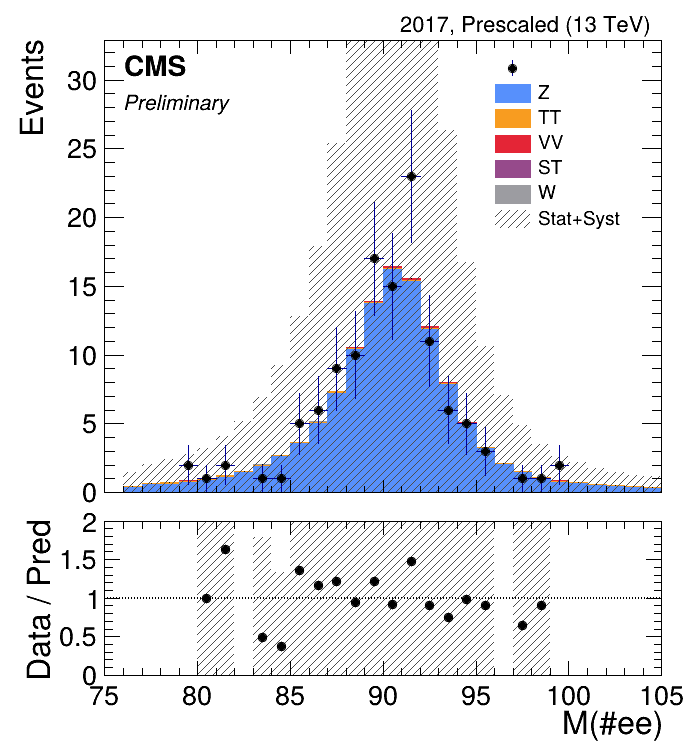 2017, Prescaled (13 TeV)
Events
CMS
Preliminary
Z
TT
VV
ST
W
Stat+Syst
30
25
20
15
10
5
0
Data / Pred
2
1.5
1
0.5
0
75 80 85 90 95 100 105
M(#ee)